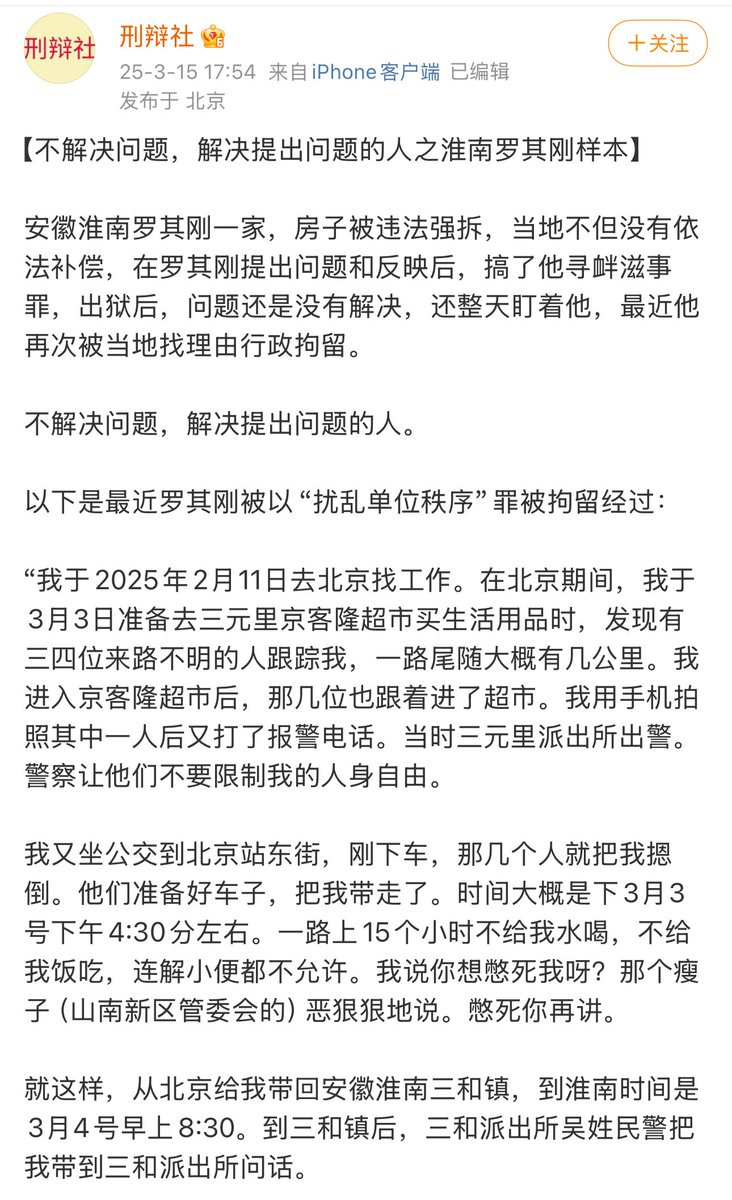 刑辩社
刑辩社
+关注
25-3-15 17:54 来自 iPhone客户端 已编辑
发布于 北京
【不解决问题，解决提出问题的人之淮南罗其刚样本】
安徽淮南罗其刚一家，房子被违法强拆，当地不但没有依
法补偿，在罗其刚提出问题和反映后，搞了他寻衅滋事
罪，出狱后，问题还是没有解决，还整天盯着他，最近他
再次被当地找理由行政拘留。
不解决问题，解决提出问题的人。
以下是最近罗其刚被以“扰乱单位秩序”罪被拘留经过：
“我于2025年2月11日去北京找工作。在北京期间，我于
3月3日准备去三元里京客隆超市买生活用品时，发现有
三四位来路不明的人跟踪我，一路尾随大概有几公里。我
进入京客隆超市后，那几位也跟着进了超市。我用手机拍
照其中一人后又打了报警电话。当时三元里派出所出警。
警察让他们不要限制我的人身自由。
我又坐公交到北京站东街，刚下车，那几个人就把我摁
倒。他们准备好车子，把我带走了。时间大概是下3月3
号下午4:30分左右。一路上15个小时不给我水喝，不给
我饭吃，连解小便都不允许。我说你想憋死我呀？那个瘦
子（山南新区管委会的）恶狠狠地说。憋死你再讲。
就这样，从北京给我带回安徽淮南三和镇，到淮南时间是
3月4号早上8:30。到三和镇后，三和派出所吴姓民警把
我带到三和派出所问话。